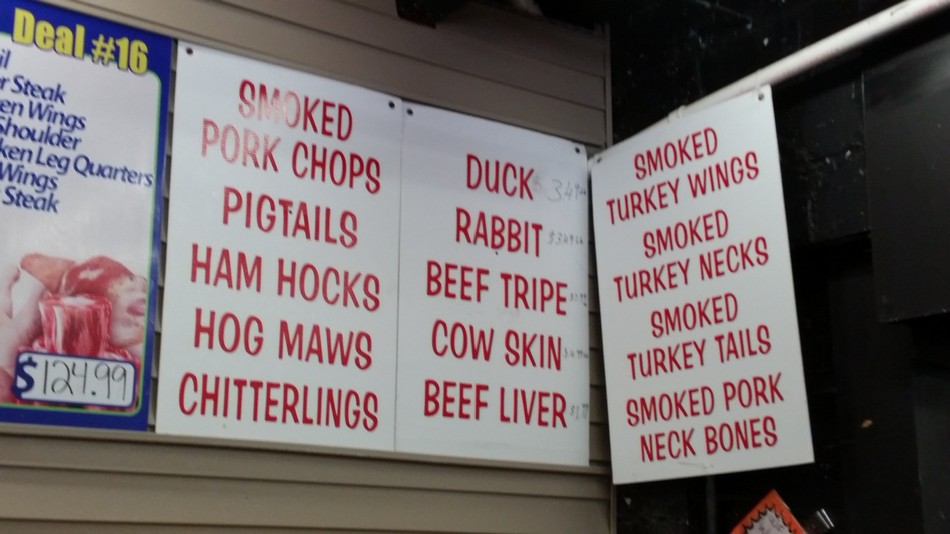 Deal #16
Steak
Wings
Shoulder
Leg Quarters
Wings
Steak
$124.99
SMOKED
PORK CHOPS
PIGTAILS
HAM HOCKS
HOG MAWS
CHITTERLINGS
DUCK
RABBIT
BEEF TRIPE
COW SKIN
BEEF LIVER
SMOKED
TURKEY WINGS
SMOKED
TURKEY NECKS
SMOKED
TURKEY TAILS
SMOKED PORK
NECK BONES